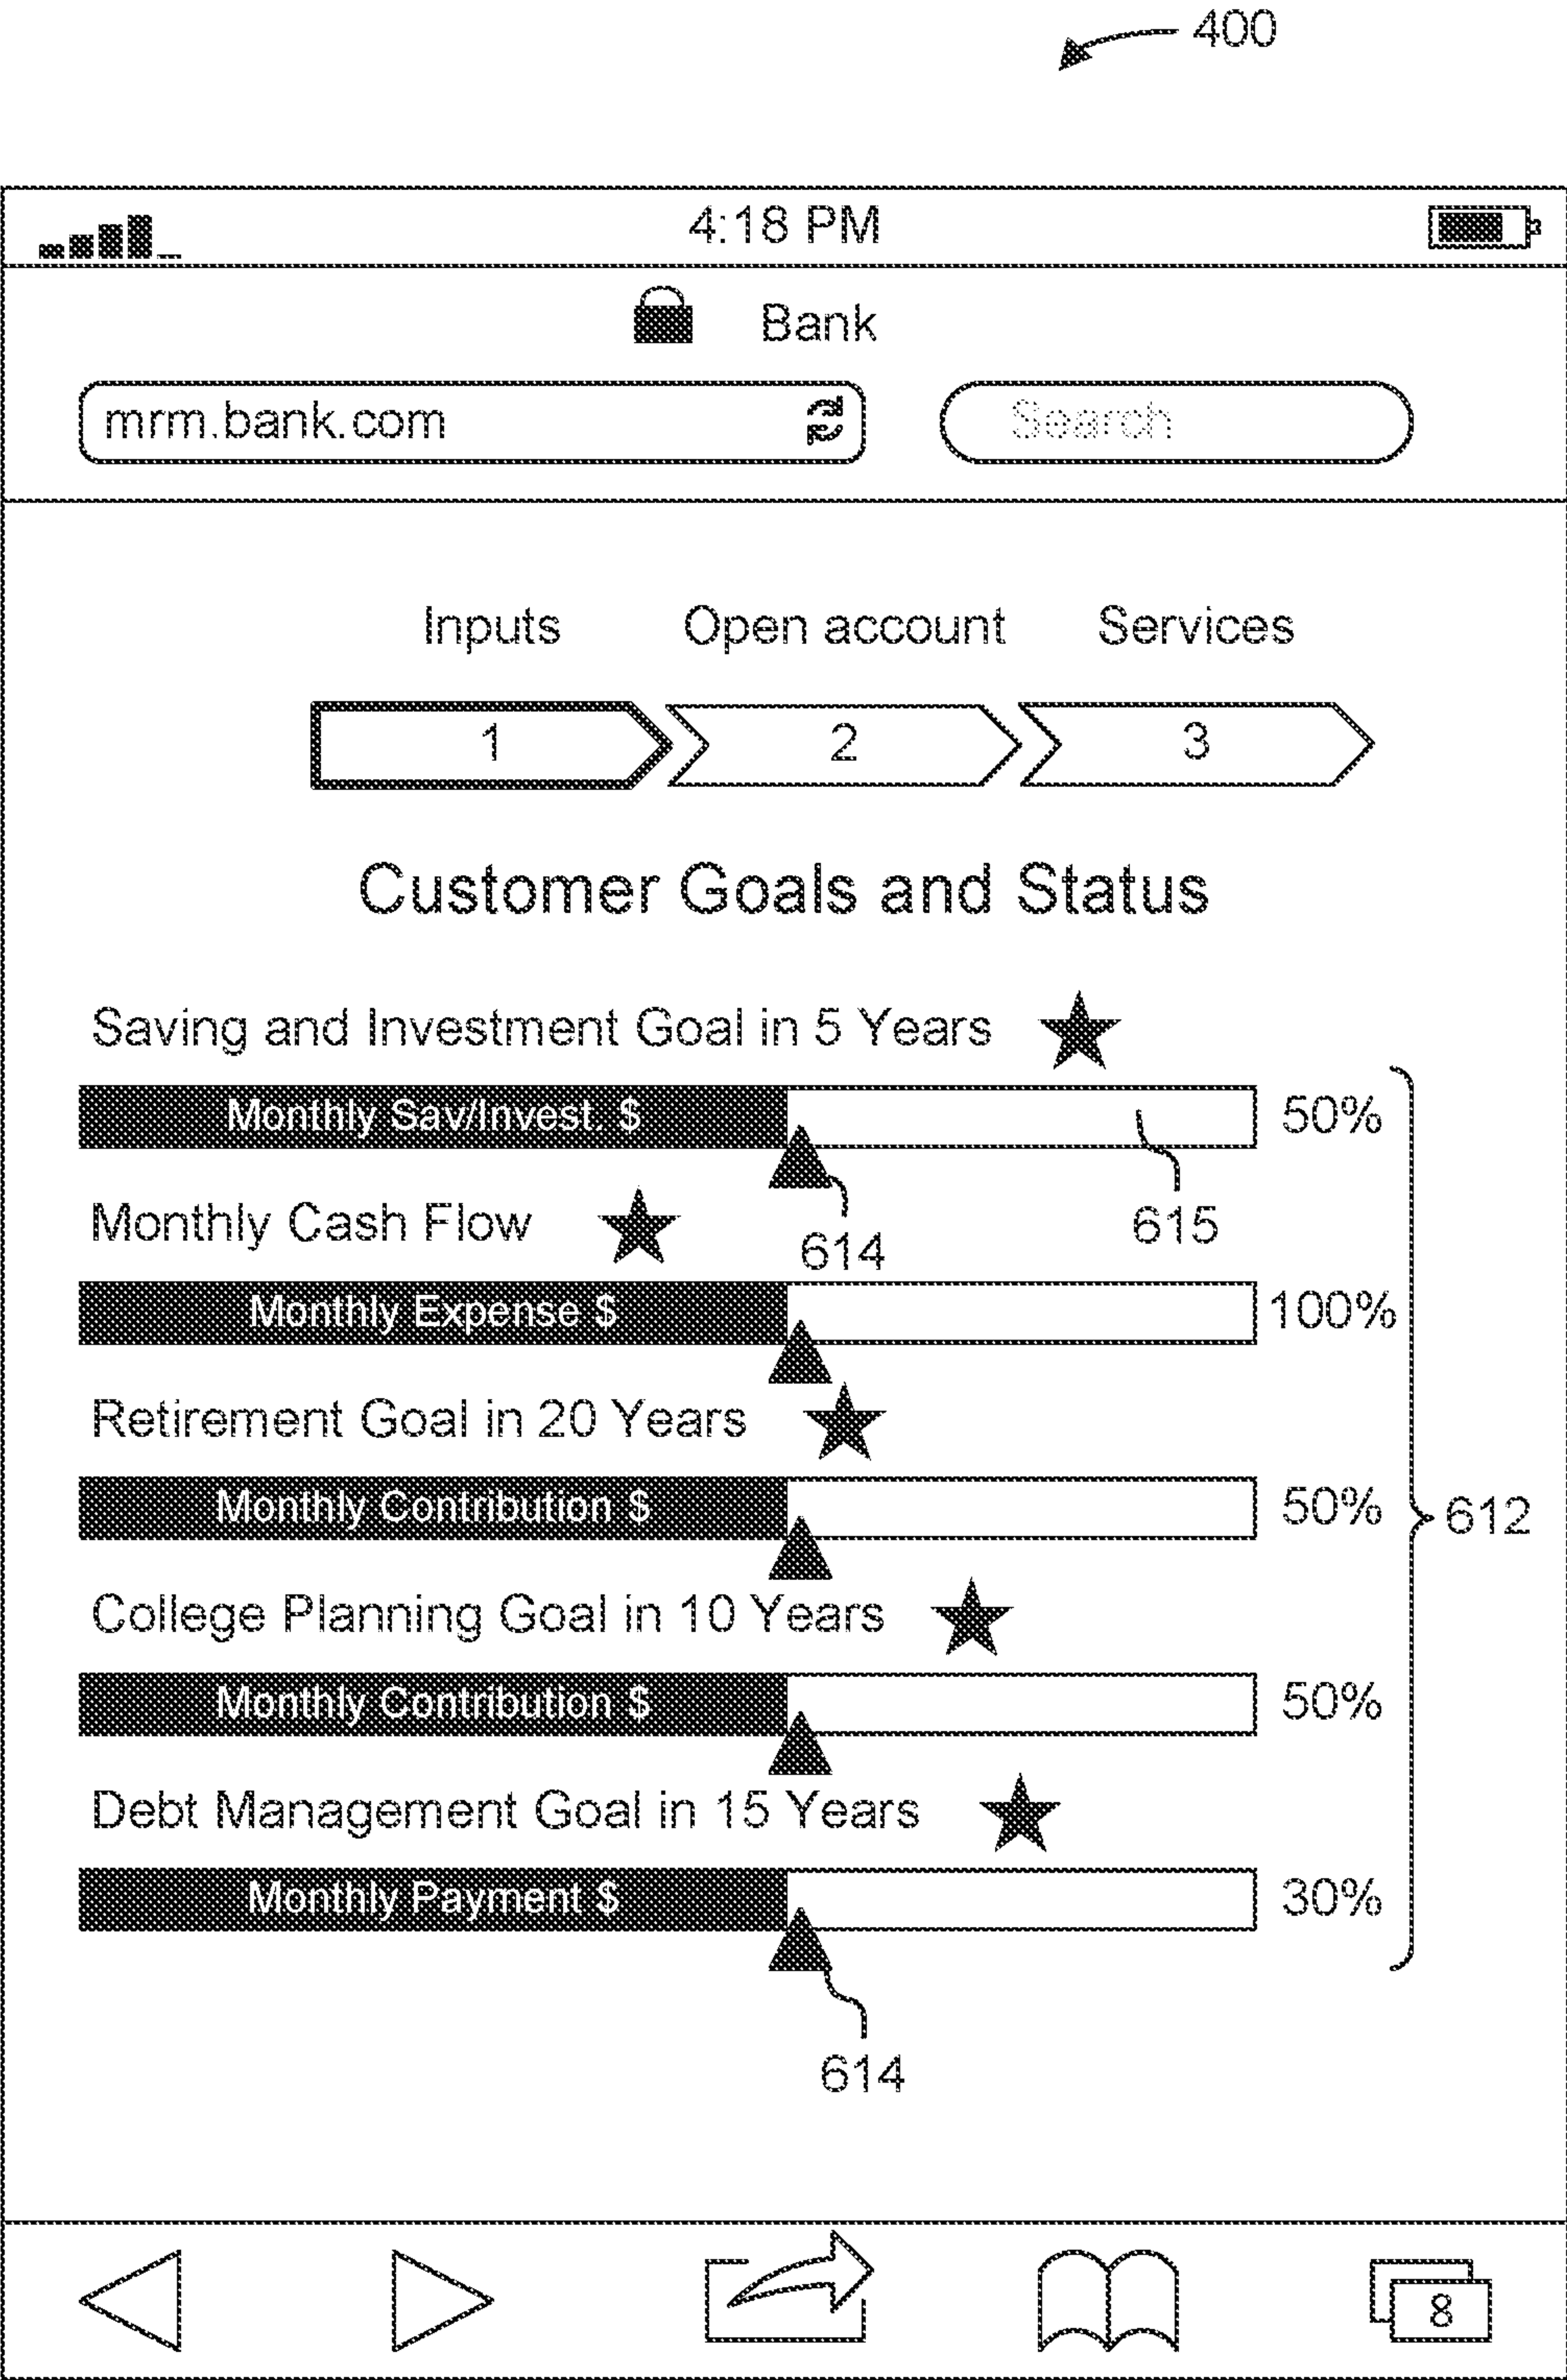 400
4:18 PM
Bank
mrm.bank.com Search
Inputs Open account Services
1 2 3
Customer Goals and Status
Saving and Investment Goal in 5 Years
Monthly Sav/Invest. $ 50%
Monthly Cash Flow 614 615
Monthly Expense $ 100%
Retirement Goal in 20 Years
Monthly Contribution $ 50% 612
College Planning Goal in 10 Years
Monthly Contribution $ 50%
Debt Management Goal in 15 Years
Monthly Payment $ 30%
614
8